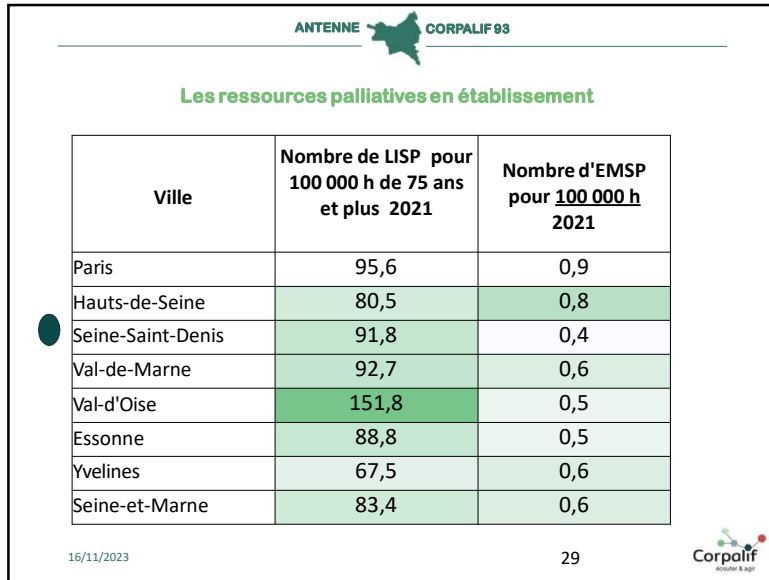 ANTENNE CORPALIF 93
Les ressources palliatives en établissement
Ville
Nombre de LISP pour
100 000 h de 75 ans
et plus 2021
Nombre d'EMSP
pour 100 000 h
2021
Paris 95,6 0,9
Hauts-de-Seine 80,5 0,8
Seine-Saint-Denis 91,8 0,4
Val-de-Marne 92,7 0,6
Val-d'Oise 151,8 0,5
Essonne 88,8 0,5
Yvelines 67,5 0,6
Seine-et-Marne 83,4 0,6
16/11/2023
29
Corpalif
écouter & agir